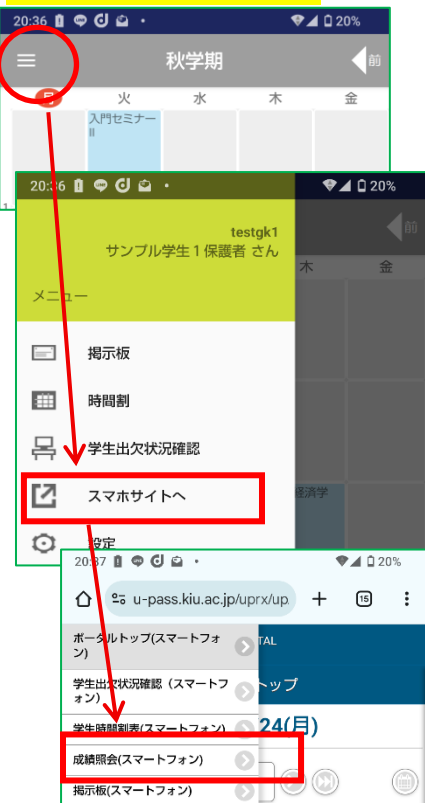 20:36 20%
秋学期 前
月 火 水 木 金
入門セミナー
II
1
20:36 20%
testgk1
サンプル学生1保護者 さん
前
木 金
メニュー
掲示板
時間割
学生出欠状況確認
スマホサイトへ
経済学
設定
20:37 20%
u-pass.kiu.ac.jp/uprx/up. 15
ポータルトップ(スマートフォ
ン)
TAL
学生出欠状況確認（スマートフ
ォン）
トップ
学生時間割表(スマートフォン)
24(月)
成績照会(スマートフォン)
掲示板(スマートフォン)